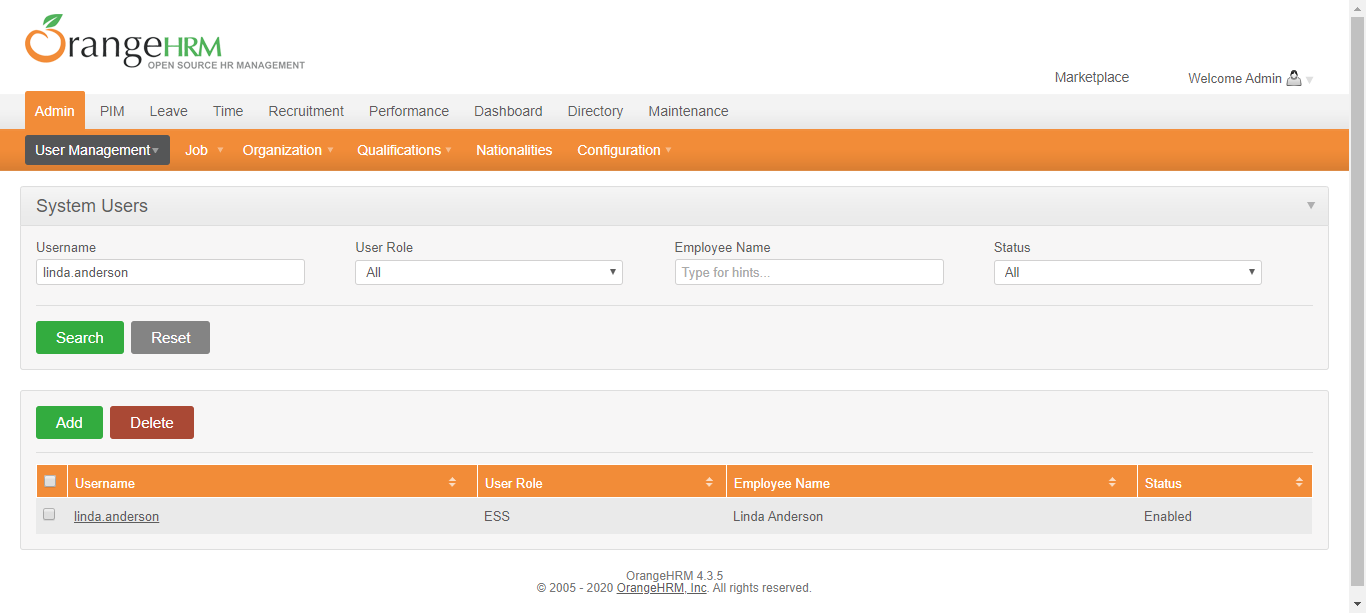 OrangeHRM
OPEN SOURCE HR MANAGEMENT
Marketplace Welcome Admin
Admin PIM Leave Time Recruitment Performance Dashboard Directory Maintenance
User Management Job Organization Qualifications Nationalities Configuration
System Users
Username User Role Employee Name Status
linda.anderson All Type for hints... All
Search Reset
Add Delete
Username User Role Employee Name Status
linda.anderson ESS Linda Anderson Enabled
OrangeHRM 4.3.5
© 2005 - 2020 OrangeHRM, Inc. All rights reserved.